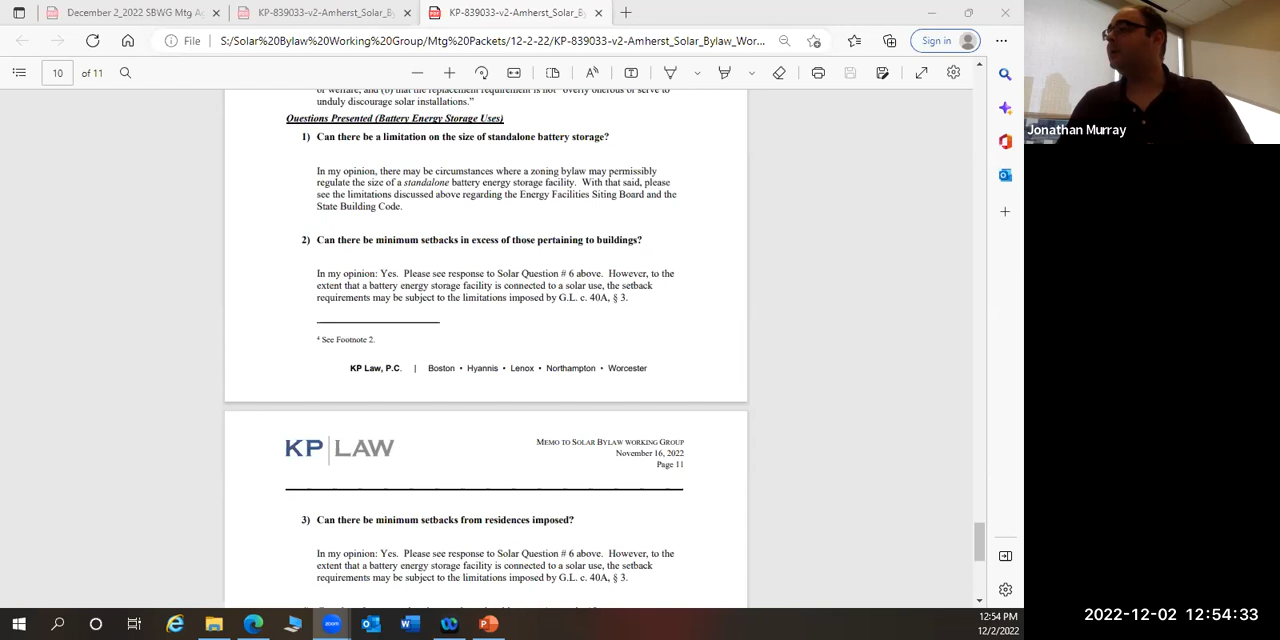 December 2_2022 SBWG Mtg Ag
KP-839033-v2-Amherst_Solar_By
KP-839033-v2-Amherst_Solar_By
Jonathan Murray
File
S:/Solar%20Bylaw%20Working%20Group/Mtg%20Packets/12-2-22/KP-839033-v2-Amherst_Solar_Bylaw_Wor...
Sign in
10 of 11
of welfare, and (b) that the replacement requirement is not "overly onerous or serve to
unduly discourage solar installations."
Questions Presented (Battery Energy Storage Uses)
1) Can there be a limitation on the size of standalone battery storage?
In my opinion, there may be circumstances where a zoning bylaw may permissibly
regulate the size of a standalone battery energy storage facility. With that said, please
see the limitations discussed above regarding the Energy Facilities Siting Board and the
State Building Code.
2) Can there be minimum setbacks in excess of those pertaining to buildings?
In my opinion: Yes. Please see response to Solar Question # 6 above. However, to the
extent that a battery energy storage facility is connected to a solar use, the setback
requirements may be subject to the limitations imposed by G.L. c. 40A, § 3.
4 See Footnote 2.
KP Law, P.C. | Boston • Hyannis • Lenox • Northampton • Worcester
KP | LAW
MEMO TO SOLAR BYLAW WORKING GROUP
November 16, 2022
Page 11
3) Can there be minimum setbacks from residences imposed?
In my opinion: Yes. Please see response to Solar Question # 6 above. However, to the
extent that a battery energy storage facility is connected to a solar use, the setback
requirements may be subject to the limitations imposed by G.L. c. 40A, § 3.
12:54 PM
12/2/2022
2022-12-02 12:54:33